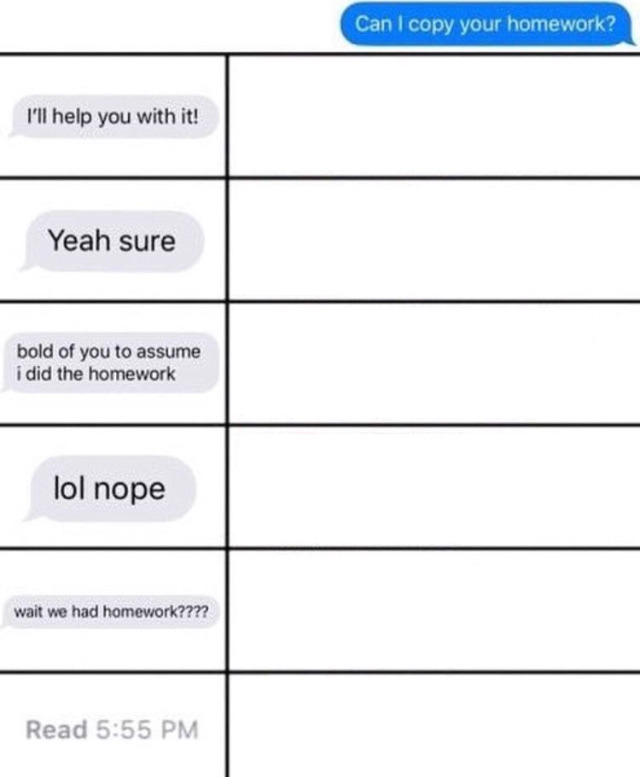 Can I copy your homework?
I'll help you with it!
Yeah sure
bold of you to assume
i did the homework
lol nope
wait we had homework????
Read 5:55 PM